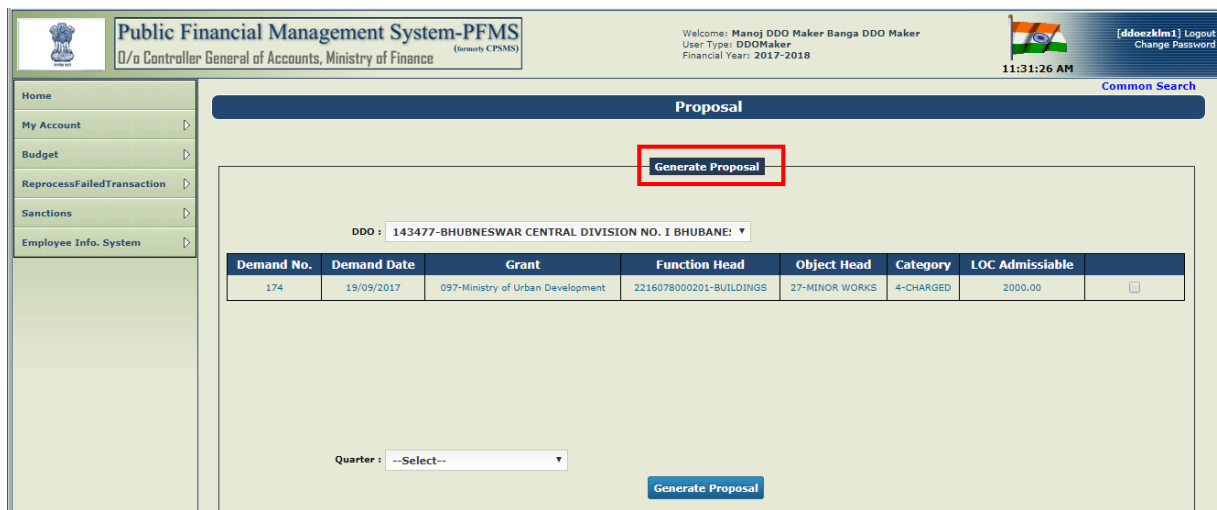 Public Financial Management System-PFMS
(formerly CPSMS)
O/o Controller General of Accounts, Ministry of Finance
Welcome: Manoj DDO Maker Banga DDO Maker
User Type: DDOMaker
Financial Year: 2017-2018
11:31:26 AM
[ddoezklm1] Logout
Change Password
Common Search
Home
My Account
Budget
ReprocessFailedTransaction
Sanctions
Employee Info. System
Proposal
Generate Proposal
DDO : 143477-BHUBNESWAR CENTRAL DIVISION NO. I BHUBANE
Demand No. Demand Date Grant Function Head Object Head Category LOC Admissiable
174 19/09/2017 097-Ministry of Urban Development 2216078000201-BUILDINGS 27-MINOR WORKS 4-CHARGED 2000.00
Quarter : --Select--
Generate Proposal